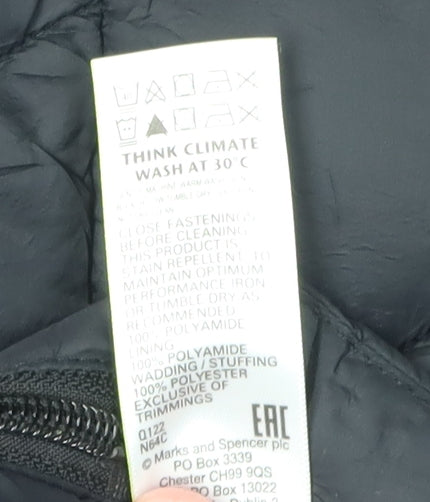 THINK CLIMATE
WASH AT 30°C
CLOSE FASTENINGS
BEFORE CLEANING
THIS PRODUCT IS
STAIN REPELLENT. TO
MAINTAIN OPTIMUM
PERFORMANCE IRON
OR TUMBLE DRY AS
RECOMMENDED
100% POLYAMIDE
LINING
100% POLYAMIDE
WADDING / STUFFING
100% POLYESTER
EXCLUSIVE OF
TRIMMINGS
Q122
N64C
EAC
© Marks and Spencer plc
PO Box 3339
Chester CH99 9QS
PO Box 13022